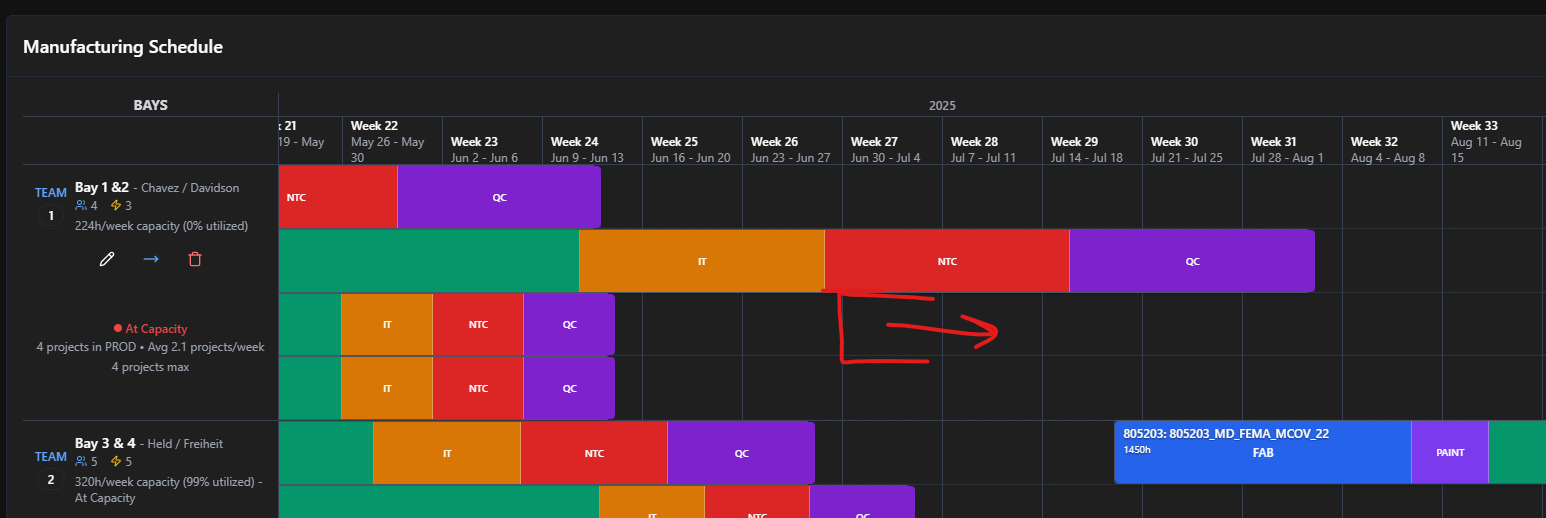 Manufacturing Schedule
BAYS
2025
k 21
19 - May
Week 22
May 26 - May
30
Week 23
Jun 2 - Jun 6
Week 24
Jun 9 - Jun 13
Week 25
Jun 16 - Jun 20
Week 26
Jun 23 - Jun 27
Week 27
Jun 30 - Jul 4
Week 28
Jul 7 - Jul 11
Week 29
Jul 14 - Jul 18
Week 30
Jul 21 - Jul 25
Week 31
Jul 28 - Aug 1
Week 32
Aug 4 - Aug 8
Week 33
Aug 11 - Aug
15
TEAM
1
Bay 1 &2 - Chavez / Davidson
4 3
224h/week capacity (0% utilized)
At Capacity
4 projects in PROD • Avg 2.1 projects/week
4 projects max
NTC QC
IT NTC QC
IT NTC QC
IT NTC QC
TEAM
2
Bay 3 & 4 - Held / Freiheit
5 5
320h/week capacity (99% utilized) -
At Capacity
IT NTC QC
805203: 805203_MD_FEMA_MCOV_22
1450h FAB
PAINT
IT NTC QC